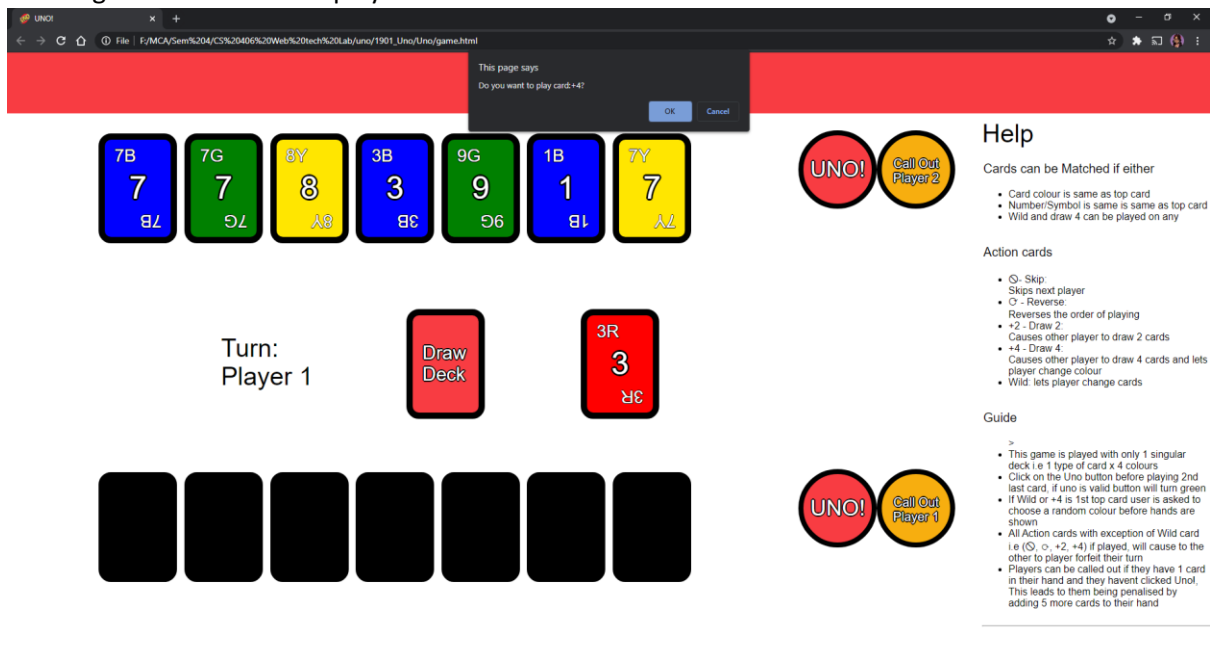 UNO!
File F:/MCA/Sem%204/CS%20406%20Web%20tech%20Lab/uno/1901_Uno/Uno/game.html
This page says
Do you want to play card:+4?
OK Cancel
7B 7 7B
7G 7 7G
8Y 8 8Y
3B 3 3B
9G 9 9G
1B 1 1B
7Y 7 7Y
UNO!
Call Out
Player 2
Turn:
Player 1
Draw
Deck
3R
3
3R
UNO!
Call Out
Player 1
Help
Cards can be Matched if either
Card colour is same as top card
Number/Symbol is same is same as top card
Wild and draw 4 can be played on any
Action cards
🛇- Skip:
Skips next player
⟳ - Reverse:
Reverses the order of playing
+2 - Draw 2:
Causes other player to draw 2 cards
+4 - Draw 4:
Causes other player to draw 4 cards and lets
player change colour
Wild: lets player change cards
Guide
>
This game is played with only 1 singular
deck i.e 1 type of card x 4 colours
Click on the Uno button before playing 2nd
last card, if uno is valid button will turn green
If Wild or +4 is 1st top card user is asked to
choose a random colour before hands are
shown
All Action cards with exception of Wild card
i.e (🛇, ⟳, +2, +4) if played, will cause to the
other to player forfeit their turn
Players can be called out if they have 1 card
in their hand and they havent clicked Uno!,
This leads to them being penalised by
adding 5 more cards to their hand